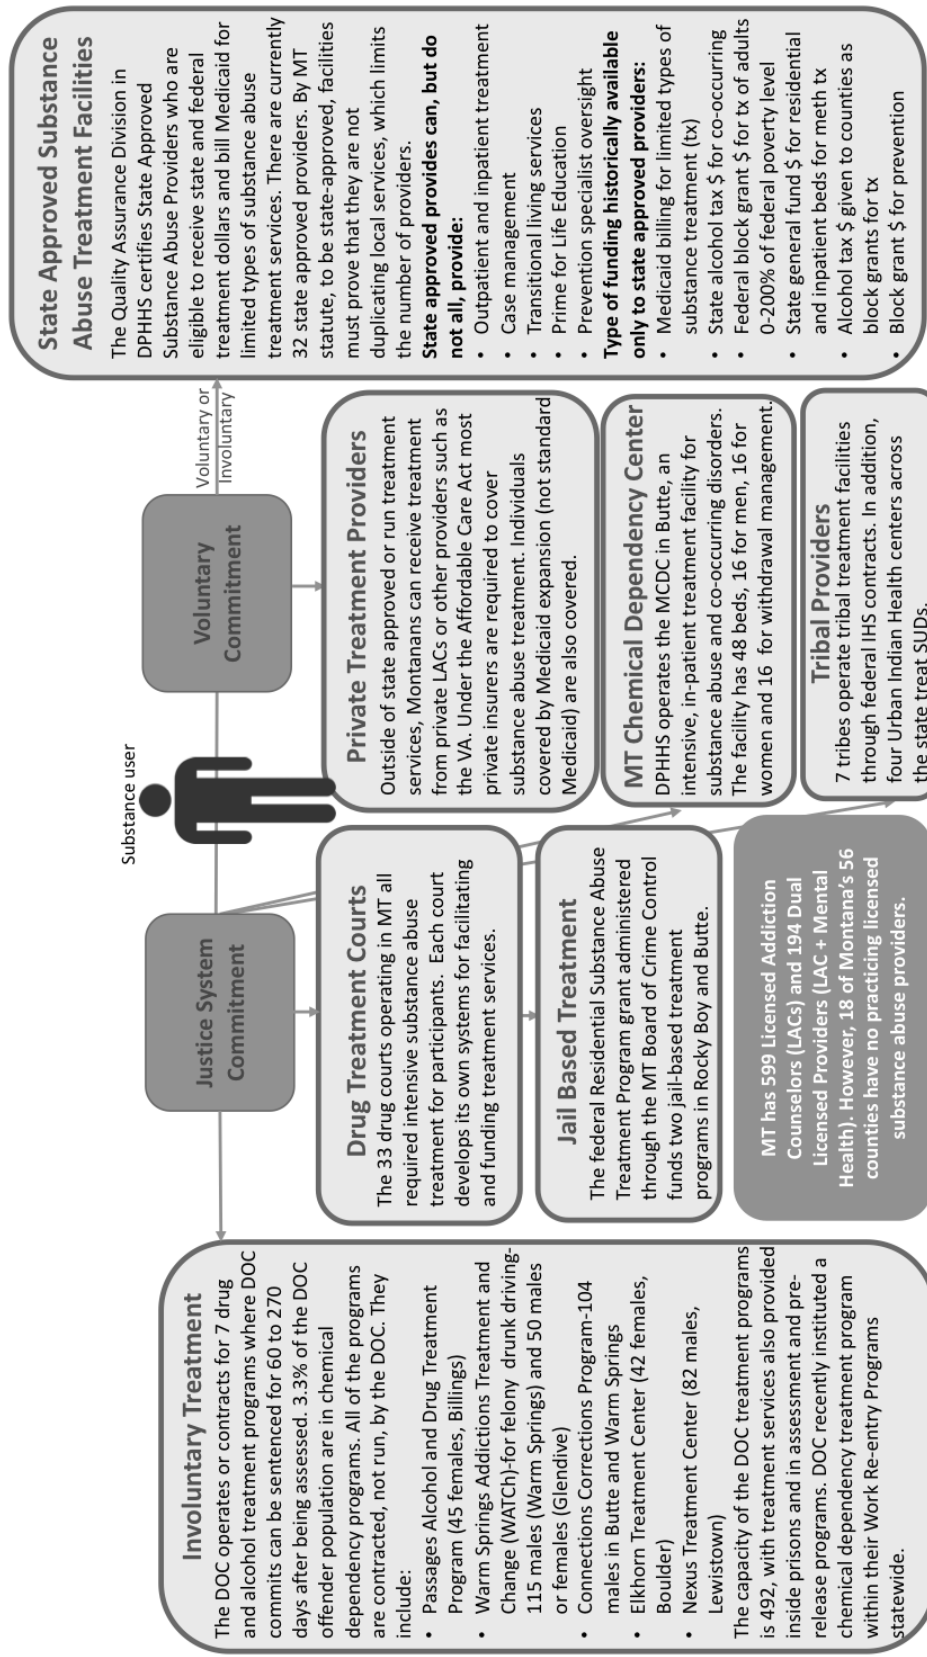 Substance user
Justice System
Commitment
Voluntary
Commitment
Voluntary or
Involuntary
Involuntary Treatment
The DOC operates or contracts for 7 drug
and alcohol treatment programs where DOC
commits can be sentenced for 60 to 270
days after being assessed. 3.3% of the DOC
offender population are in chemical
dependency programs. All of the programs
are contracted, not run, by the DOC. They
include:
• Passages Alcohol and Drug Treatment
Program (45 females, Billings)
• Warm Springs Addictions Treatment and
Change (WATCh)-for felony drunk driving-
115 males (Warm Springs) and 50 males
or females (Glendive)
• Connections Corrections Program-104
males in Butte and Warm Springs
• Elkhorn Treatment Center (42 females,
Boulder)
• Nexus Treatment Center (82 males,
Lewistown)
The capacity of the DOC treatment programs
is 492, with treatment services also provided
inside prisons and in assessment and pre-
release programs. DOC recently instituted a
chemical dependency treatment program
within their Work Re-entry Programs
statewide.
Drug Treatment Courts
The 33 drug courts operating in MT all
required intensive substance abuse
treatment for participants. Each court
develops its own systems for facilitating
and funding treatment services.
Jail Based Treatment
The federal Residential Substance Abuse
Treatment Program grant administered
through the MT Board of Crime Control
funds two jail-based treatment
programs in Rocky Boy and Butte.
MT has 599 Licensed Addiction
Counselors (LACs) and 194 Dual
Licensed Providers (LAC + Mental
Health). However, 18 of Montana's 56
counties have no practicing licensed
substance abuse providers.
Private Treatment Providers
Outside of state approved or run treatment
services, Montanans can receive treatment
from private LACs or other providers such as
the VA. Under the Affordable Care Act most
private insurers are required to cover
substance abuse treatment. Individuals
covered by Medicaid expansion (not standard
Medicaid) are also covered.
MT Chemical Dependency Center
DPHHS operates the MCDC in Butte, an
intensive, in-patient treatment facility for
substance abuse and co-occurring disorders.
The facility has 48 beds, 16 for men, 16 for
women and 16 for withdrawal management.
Tribal Providers
7 tribes operate tribal treatment facilities
through federal IHS contracts. In addition,
four Urban Indian Health centers across
the state treat SUDs.
State Approved Substance
Abuse Treatment Facilities
The Quality Assurance Division in
DPHHS certifies State Approved
Substance Abuse Providers who are
eligible to receive state and federal
treatment dollars and bill Medicaid for
limited types of substance abuse
treatment services. There are currently
32 state approved providers. By MT
statute, to be state-approved, facilities
must prove that they are not
duplicating local services, which limits
the number of providers.
State approved provides can, but do
not all, provide:
• Outpatient and inpatient treatment
• Case management
• Transitional living services
• Prime for Life Education
• Prevention specialist oversight
Type of funding historically available
only to state approved providers:
• Medicaid billing for limited types of
substance treatment (tx)
• State alcohol tax $ for co-occurring
• Federal block grant $ for tx of adults
0-200% of federal poverty level
• State general fund $ for residential
and inpatient beds for meth tx
• Alcohol tax $ given to counties as
block grants for tx
• Block grant $ for prevention